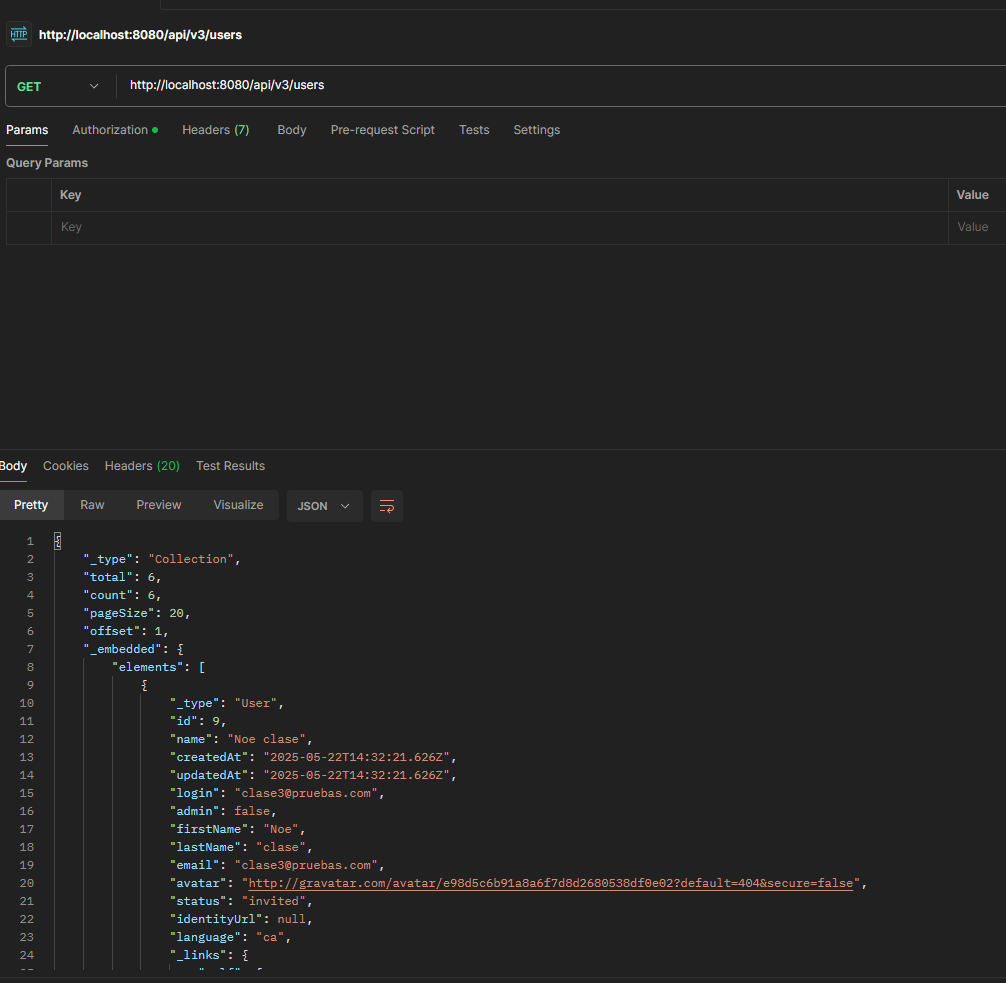 HTTP http://localhost:8080/api/v3/users
GET http://localhost:8080/api/v3/users
Params Authorization Headers (7) Body Pre-request Script Tests Settings
Query Params
Key Value
Key Value
Body Cookies Headers (20) Test Results
Pretty Raw Preview Visualize JSON
1 {
2 "_type": "Collection",
3 "total": 6,
4 "count": 6,
5 "pageSize": 20,
6 "offset": 1,
7 "_embedded": {
8 "elements": [
9 {
10 "_type": "User",
11 "id": 9,
12 "name": "Noe clase",
13 "createdAt": "2025-05-22T14:32:21.626Z",
14 "updatedAt": "2025-05-22T14:32:21.626Z",
15 "login": "clase3@pruebas.com",
16 "admin": false,
17 "firstName": "Noe",
18 "lastName": "clase",
19 "email": "clase3@pruebas.com",
20 "avatar": "http://gravatar.com/avatar/e98d5c6b91a8a6f7d8d2680538df0e02?default=404&secure=false",
21 "status": "invited",
22 "identityUrl": null,
23 "language": "ca",
24 "_links": {